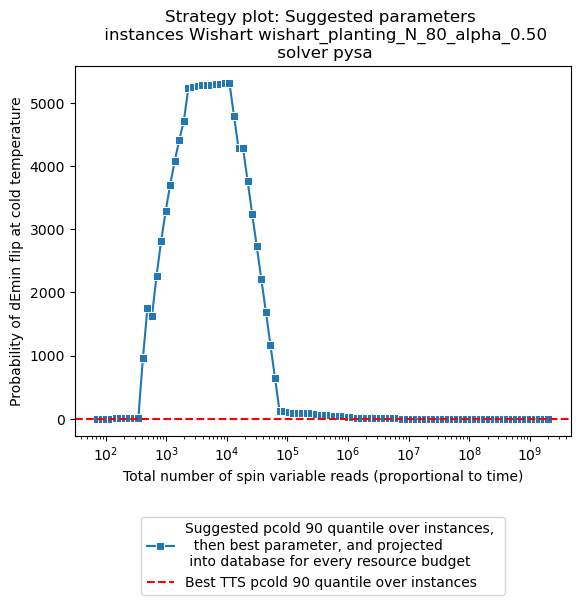 Strategy plot: Suggested parameters
instances Wishart wishart_planting_N_80_alpha_0.50
solver pysa
Probability of dEmin flip at cold temperature
5000
4000
3000
2000
1000
0
10²
10³
10⁴
10⁵
10⁶
10⁷
10⁸
10⁹
Total number of spin variable reads (proportional to time)
Suggested pcold 90 quantile over instances,
then best parameter, and projected
into database for every resource budget
Best TTS pcold 90 quantile over instances